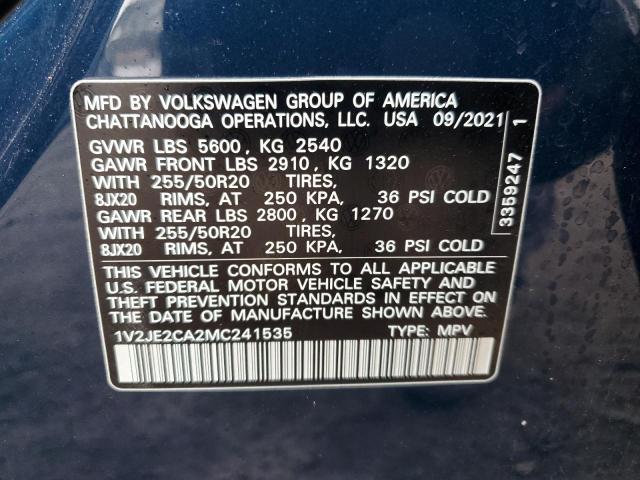 MFD BY VOLKSWAGEN GROUP OF AMERICA
CHATTANOOGA OPERATIONS, LLC. USA 09/2021
GVWR LBS 5600, KG 2540
GAWR FRONT LBS 2910, KG 1320
WITH 255/50R20 TIRES,
8JX20 RIMS, AT 250 KPA, 36 PSI COLD
GAWR REAR LBS 2800, KG 1270
WITH 255/50R20 TIRES,
8JX20 RIMS, AT 250 KPA, 36 PSI COLD
THIS VEHICLE CONFORMS TO ALL APPLICABLE
U.S. FEDERAL MOTOR VEHICLE SAFETY AND
THEFT PREVENTION STANDARDS IN EFFECT ON
THE DATE OF MANUFACTURE SHOWN ABOVE.
1V2JE2CA2MC241535 TYPE: MPV
3359247 1